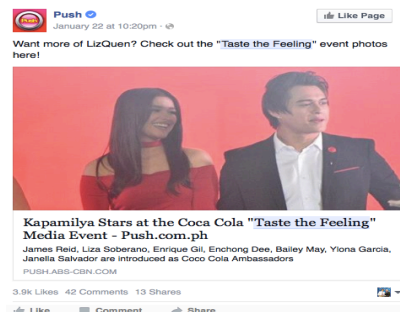 PUSH
Push
January 22 at 10:20pm ·
Like Page
Want more of LizQuen? Check out the "Taste the Feeling" event photos
here!
Kapamilya Stars at the Coca Cola "Taste the Feeling"
Media Event - Push.com.ph
James Reid, Liza Soberano, Enrique Gil, Enchong Dee, Bailey May, Ylona Garcia,
Janella Salvador are introduced as Coco Cola Ambassadors
PUSH.ABS-CBN.COM
3.9k Likes 42 Comments 13 Shares
Like Comment Share